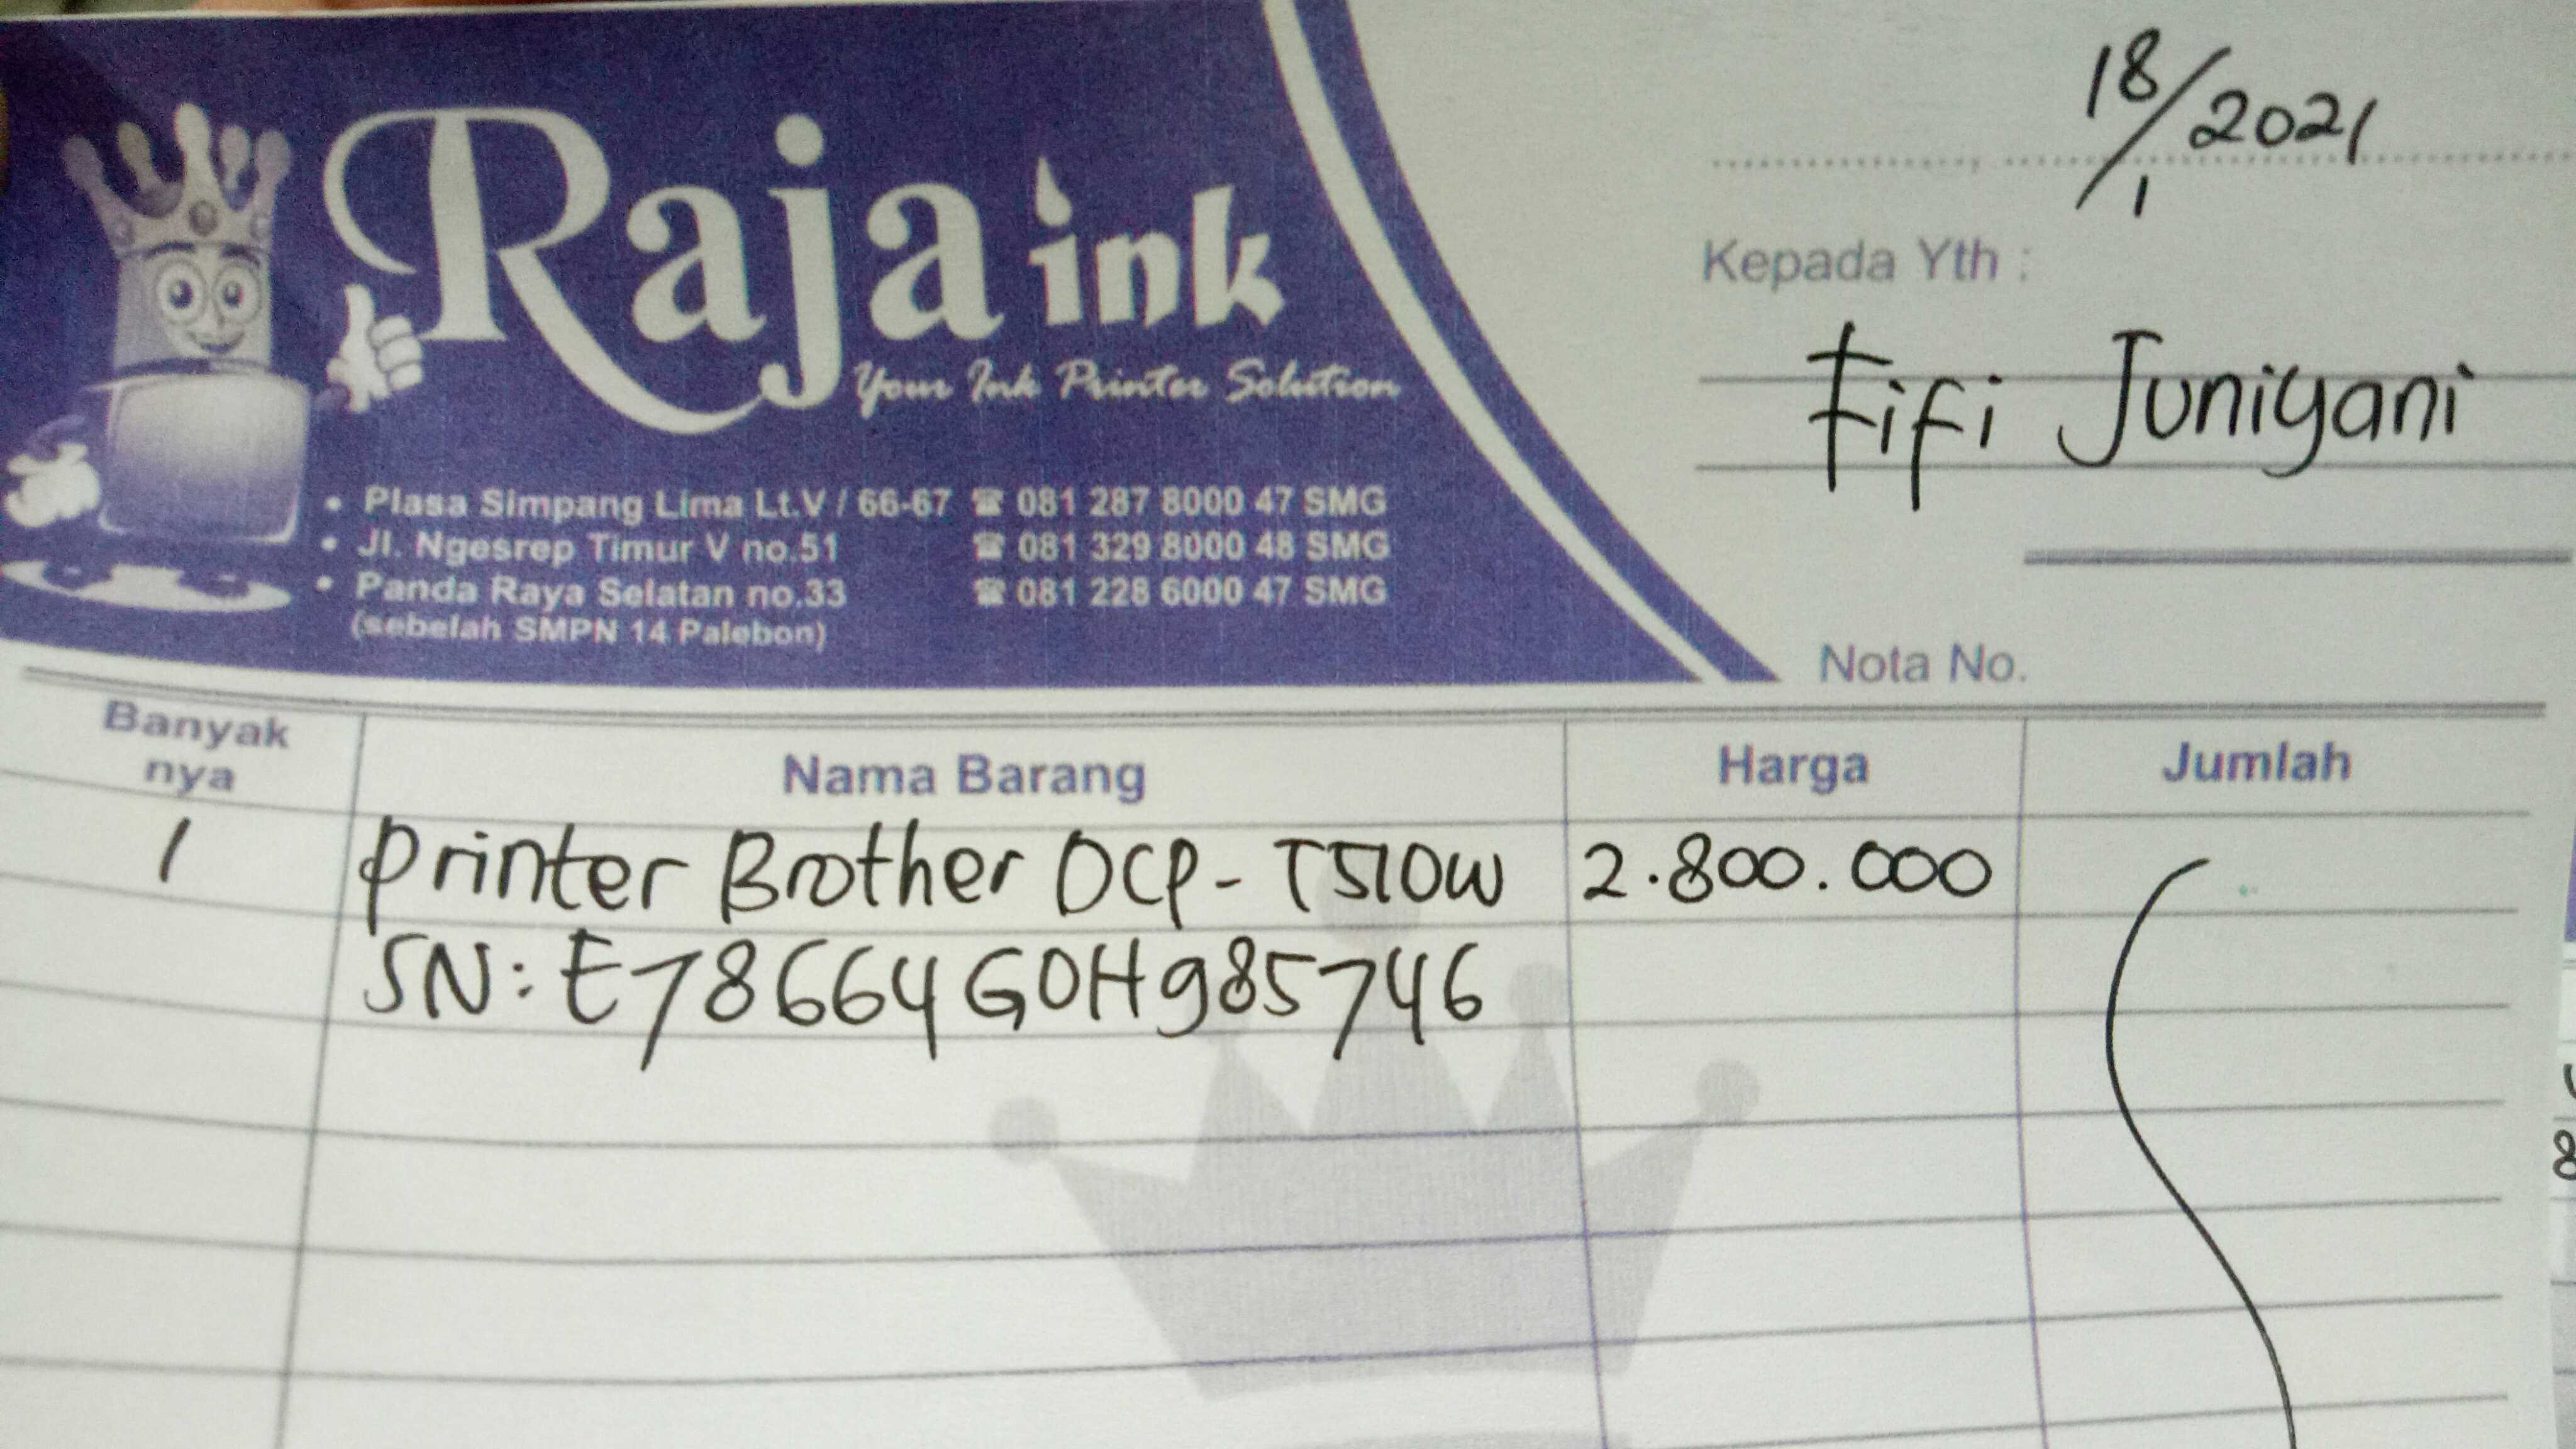 Raja ink
Your Ink Printer Solution
• Plasa Simpang Lima Lt.V / 66-67 ☎ 081 287 8000 47 SMG
• Jl. Ngesrep Timur V no.51 ☎ 081 329 8000 48 SMG
• Panda Raya Selatan no.33 ☎ 081 228 6000 47 SMG
(sebelah SMPN 14 Palebon)
18/1 2021
Kepada Yth :
Fifi Juniyani
Nota No.
Banyak nya Nama Barang Harga Jumlah
1 Printer Brother DCP-T510W 2.800.000
SN: E78664G0H985746
8